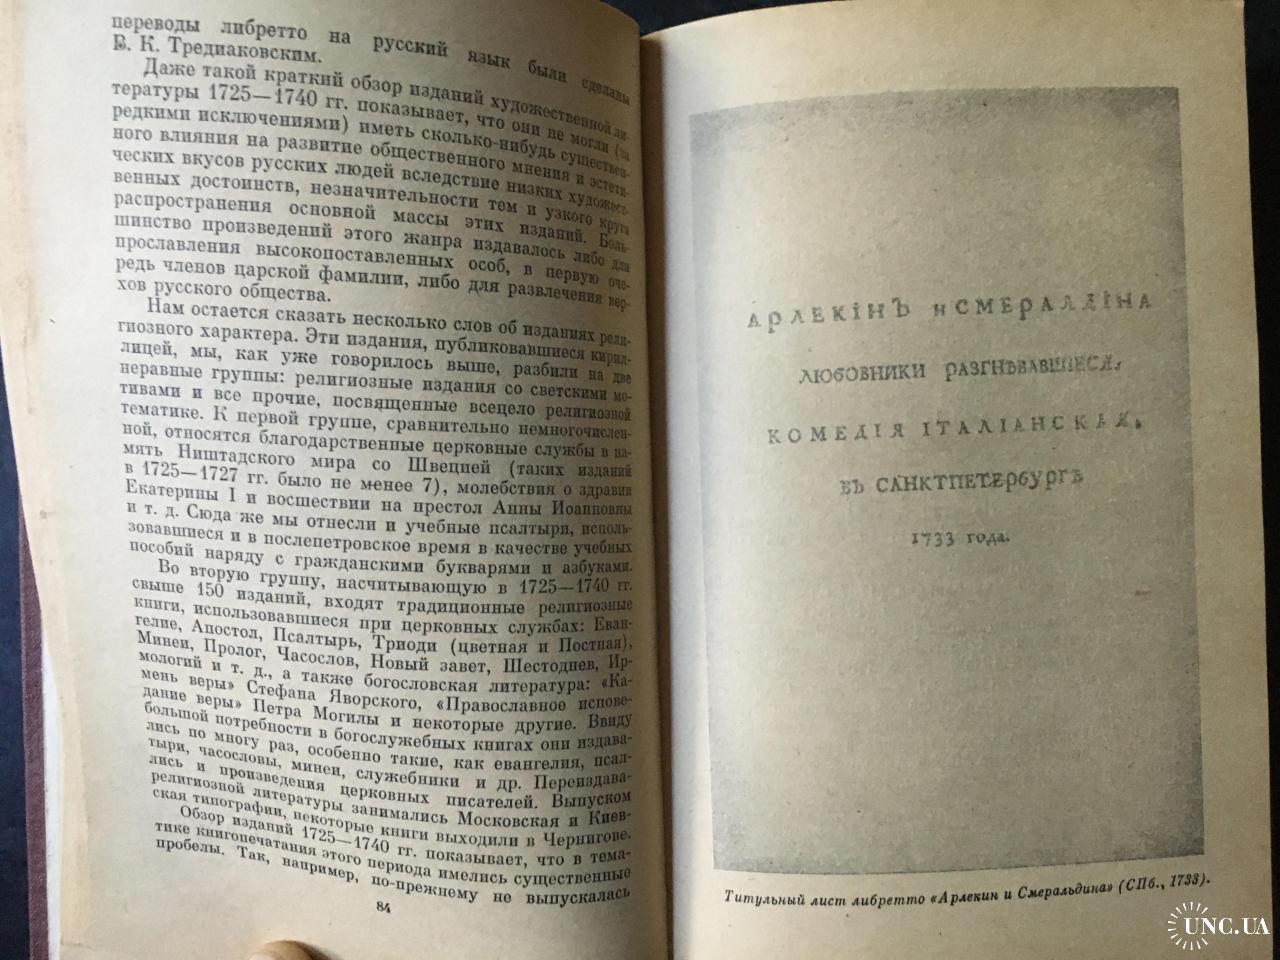 переводы либретто на русский язык были сделаны
В. К. Тредиаковским.
Даже такой краткий обзор изданий художественной ли-
тературы 1725—1740 гг. показывает, что они не могли (за
редкими исключениями) иметь сколько-нибудь существен-
ного влияния на развитие общественного мнения и эстети-
ческих вкусов русских людей вследствие низких художест-
венных достоинств, незначительности тем и узкого круга
распространения основной массы этих изданий. Боль-
шинство произведений этого жанра издавалось либо для
прославления высокопоставленных особ, в первую оче-
редь членов царской фамилии, либо для развлечения вер-
хов русского общества.
Нам остается сказать несколько слов об изданиях рели-
гиозного характера. Эти издания, публиковавшиеся кирил-
лицей, мы, как уже говорилось выше, разбили на две
неравные группы: религиозные издания со светскими мо-
тивами и все прочие, посвященные всецело религиозной
тематике. К первой группе, сравнительно немногочислен-
ной, относятся благодарственные церковные службы в па-
мять Ништадского мира со Швецией (таких изданий
в 1725—1727 гг. было не менее 7), молебствия о здравии
Екатерины I и восшествии на престол Анны Иоанновны
и т. д. Сюда же мы отнесли и учебные псалтыри, исполь-
зовавшиеся и в послепетровское время в качестве учебных
пособий наряду с гражданскими букварями и азбуками.
Во вторую группу, насчитывающую в 1725—1740 гг.
свыше 150 изданий, входят традиционные религиозные
книги, использовавшиеся при церковных службах: Еван-
гелие, Апостол, Псалтырь, Триоди (цветная и Постная),
Минеи, Пролог, Часослов, Новый завет, Шестоднев, Ир-
мологий и т. д., а также богословская литература: «Ка-
мень веры» Стефана Яворского, «Православное испове-
дание веры» Петра Могилы и некоторые другие. Ввиду
большой потребности в богослужебных книгах они издава-
лись по многу раз, особенно такие, как евангелия, псал-
тыри, часословы, минеи, служебники и др. Переиздава-
лись и произведения церковных писателей. Выпуском
религиозной литературы занимались Московская и Киев-
ская типографии, некоторые книги выходили в Чернигове.
Обзор изданий 1725—1740 гг. показывает, что в тема-
тике книгопечатания этого периода имелись существенные
пробелы. Так, например, по-прежнему не выпускалась
84
АРЛЕКІНЪ и СМЕРАЛДІНА
ЛЮБОВНИКИ РАЗГНѢВАВШІЕСЯ,
КОМЕДІЯ ІТАЛІАНСКАЯ,
ВЪ САНКТПЕТЕРБУРГѢ
1733 года.
Титульный лист либретто «Арлекин и Смеральдина» (СПб., 1733).
UNC.UA